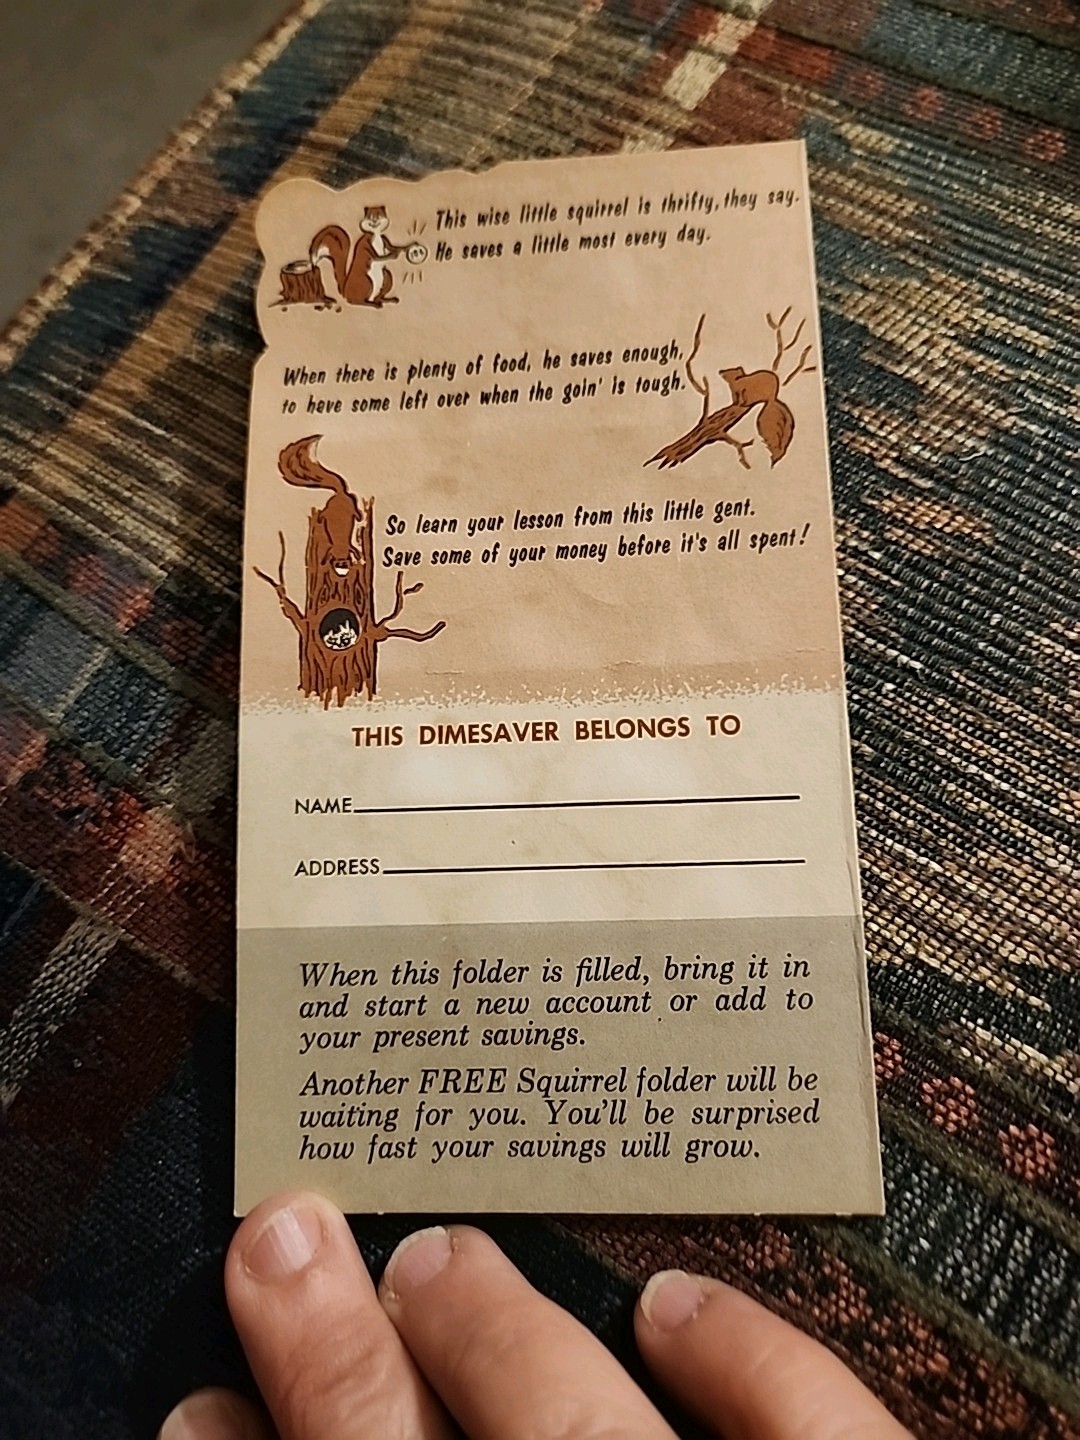 This wise little squirrel is thrifty, they say.
He saves a little most every day.
When there is plenty of food, he saves enough,
to have some left over when the goin' is tough.
So learn your lesson from this little gent.
Save some of your money before it's all spent!
THIS DIMESAVER BELONGS TO
NAME
ADDRESS
When this folder is filled, bring it in
and start a new account or add to
your present savings.
Another FREE Squirrel folder will be
waiting for you. You'll be surprised
how fast your savings will grow.